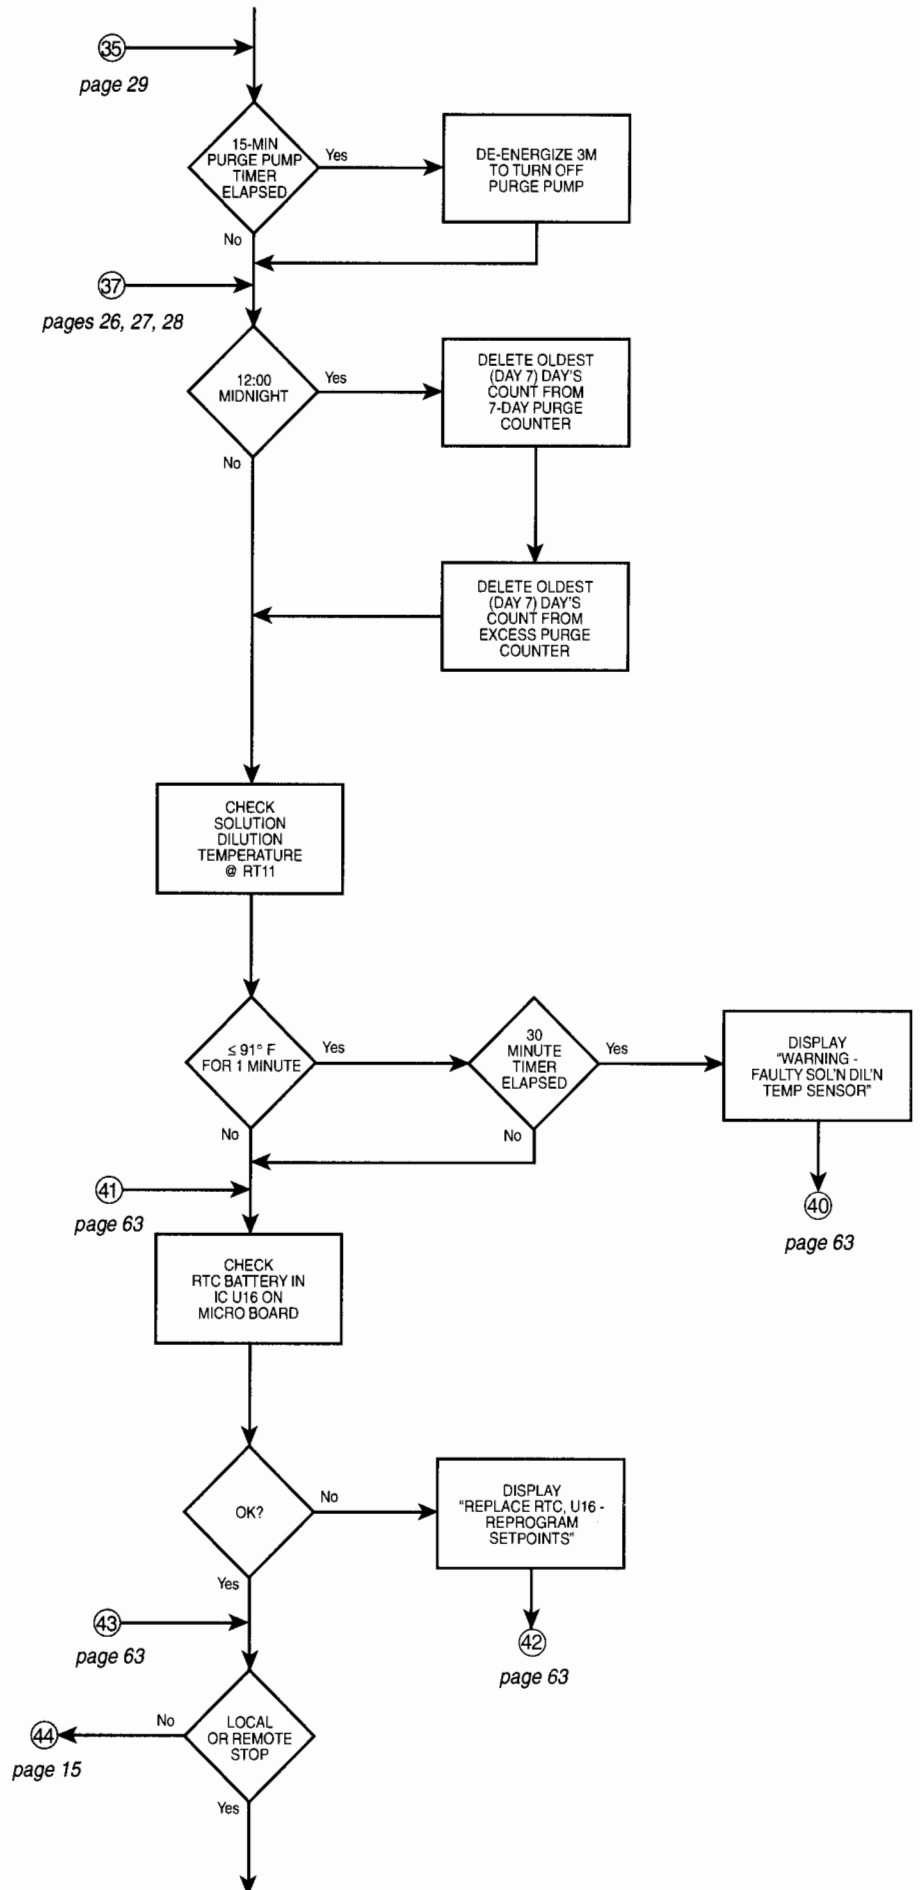 35
page 29
15-MIN
PURGE PUMP
TIMER
ELAPSED
Yes
DE-ENERGIZE 3M
TO TURN OFF
PURGE PUMP
No
37
pages 26, 27, 28
12:00
MIDNIGHT
Yes
DELETE OLDEST
(DAY 7) DAY'S
COUNT FROM
7-DAY PURGE
COUNTER
No
DELETE OLDEST
(DAY 7) DAY'S
COUNT FROM
EXCESS PURGE
COUNTER
CHECK
SOLUTION
DILUTION
TEMPERATURE
@ RT11
≤ 91° F
FOR 1 MINUTE
Yes
30
MINUTE
TIMER
ELAPSED
Yes
DISPLAY
"WARNING -
FAULTY SOL'N DIL'N
TEMP SENSOR"
No
No
41
page 63
40
page 63
CHECK
RTC BATTERY IN
IC U16 ON
MICRO BOARD
OK?
No
DISPLAY
"REPLACE RTC, U16 -
REPROGRAM
SETPOINTS"
Yes
43
page 63
42
page 63
LOCAL
OR REMOTE
STOP
No
44
page 15
Yes